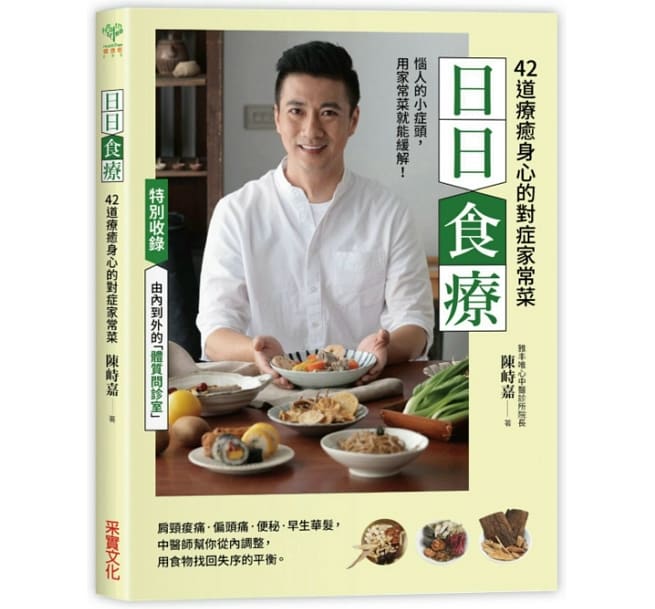 日日食療
42道療癒身心的對症家常菜
陳峙嘉
著
采實文化
42道療癒身心的對症家常菜
日日食療
惱人的小症頭，
用家常菜就能緩解！
雅丰唯心中醫診所院長
陳峙嘉
著
特別收錄
由內到外的「體質問診室」
肩頸痠痛·偏頭痛·便秘·早生華髮，
中醫師幫你從內調整，
用食物找回失序的平衡。